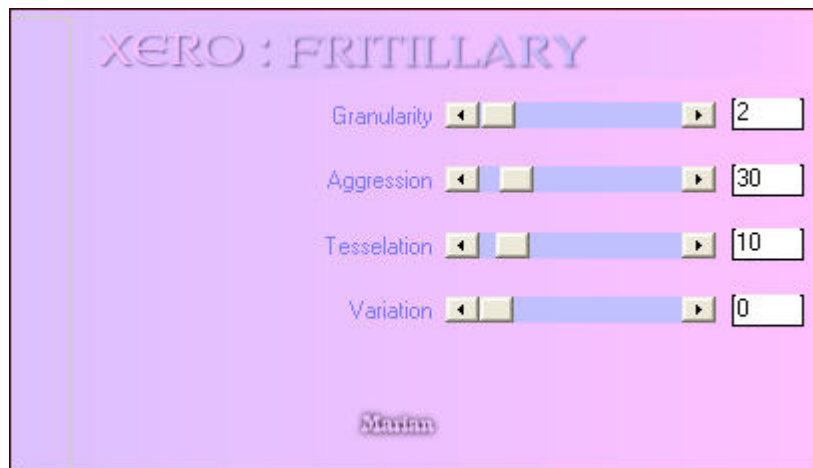 XERO : FRITILLARY
Granularity 2
Aggression 30
Tesselation 10
Variation 0
Marian